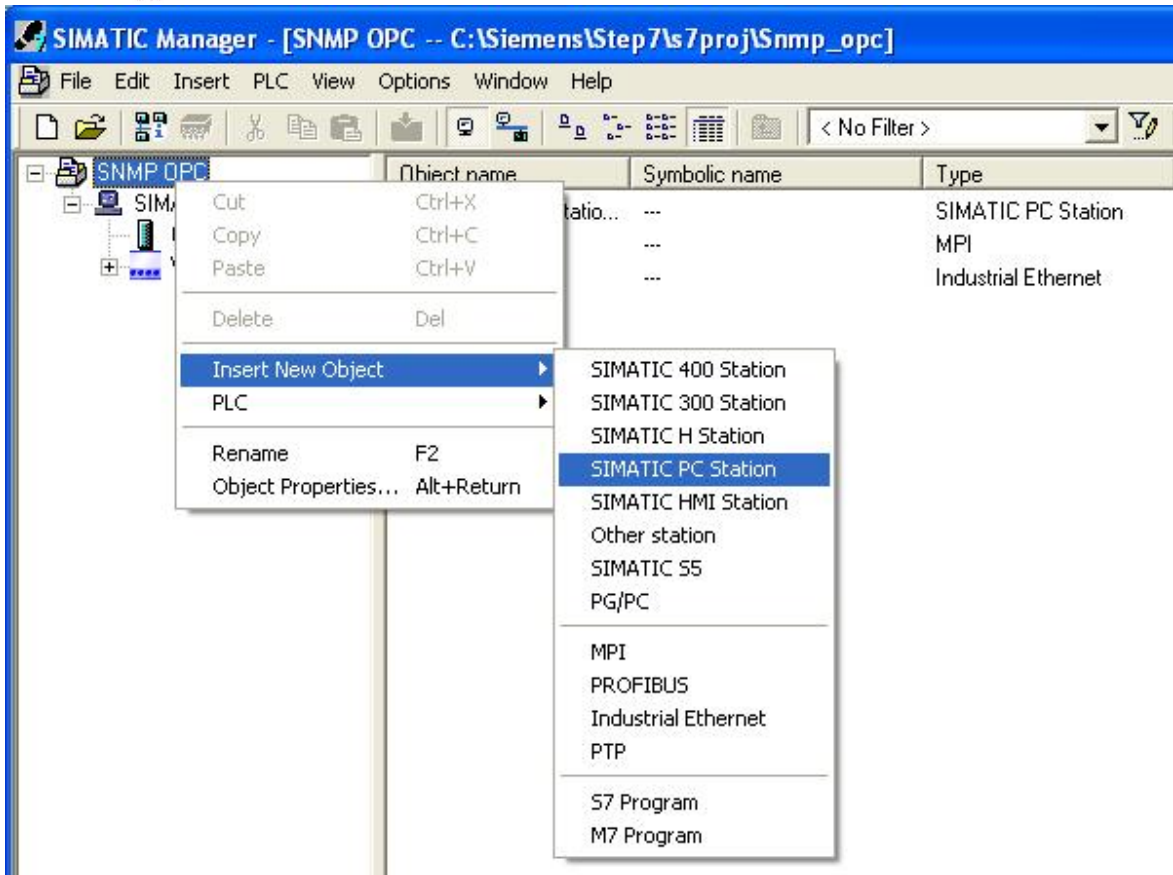 SIMATIC Manager - [SNMP OPC -- C:\Siemens\Step7\s7proj\Snmp_opc]
File Edit Insert PLC View Options Window Help
< No Filter >
SNMP OPC
Object name Symbolic name Type
SIM
tatio... --- SIMATIC PC Station
--- MPI
--- Industrial Ethernet
Cut Ctrl+X
Copy Ctrl+C
Paste Ctrl+V
Delete Del
Insert New Object
PLC
Rename F2
Object Properties... Alt+Return
SIMATIC 400 Station
SIMATIC 300 Station
SIMATIC H Station
SIMATIC PC Station
SIMATIC HMI Station
Other station
SIMATIC S5
PG/PC
MPI
PROFIBUS
Industrial Ethernet
PTP
S7 Program
M7 Program